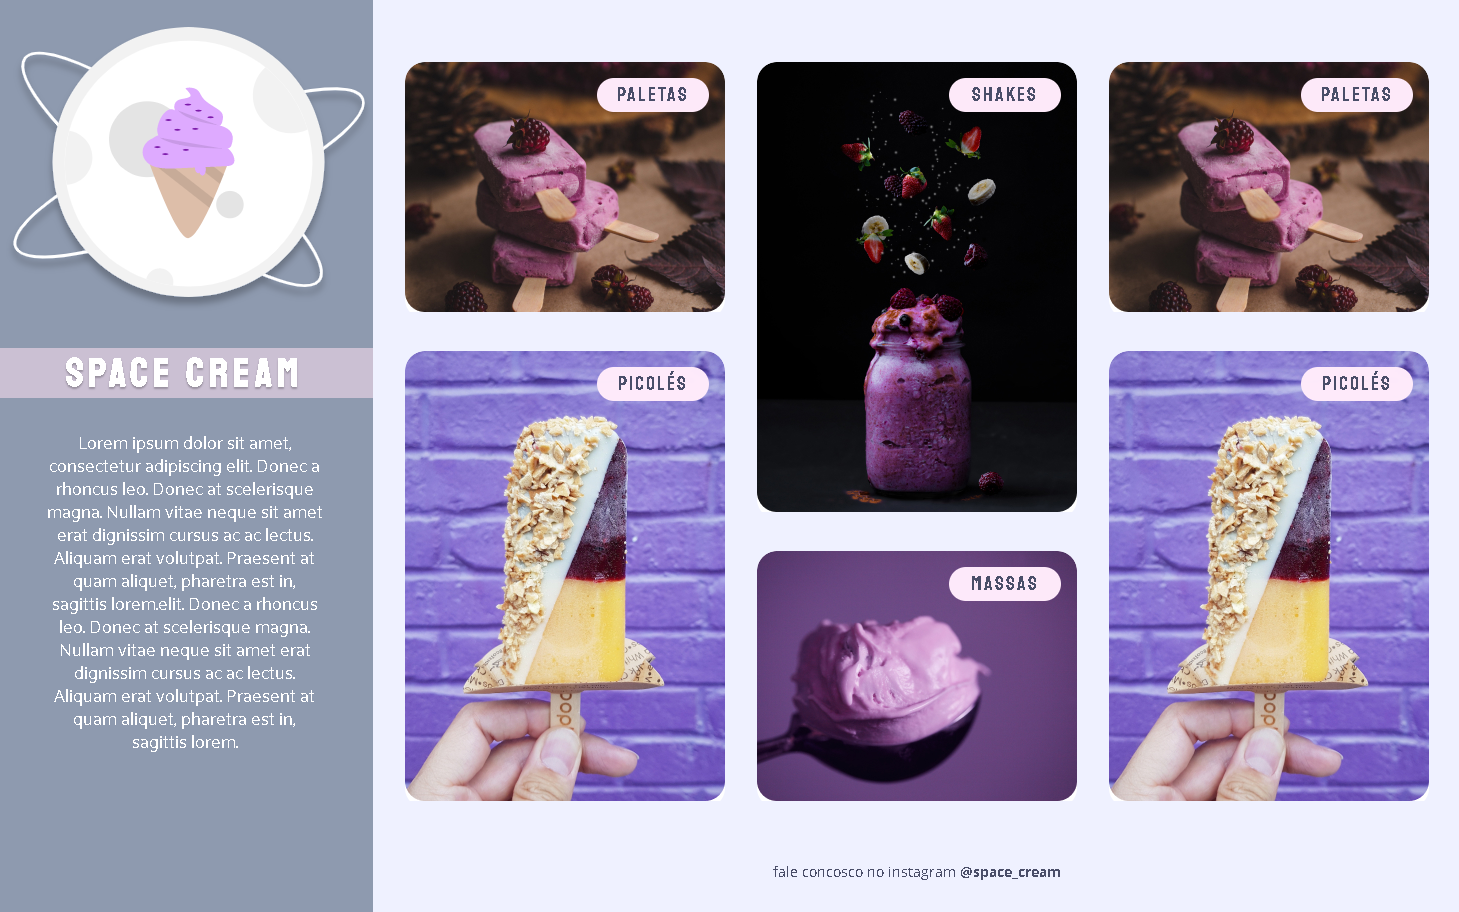 SPACE CREAM
Lorem ipsum dolor sit amet,
consectetur adipiscing elit. Donec a
rhoncus leo. Donec at scelerisque
magna. Nullam vitae neque sit amet
erat dignissim cursus ac ac lectus.
Aliquam erat volutpat. Praesent at
quam aliquet, pharetra est in,
sagittis lorem.elit. Donec a rhoncus
leo. Donec at scelerisque magna.
Nullam vitae neque sit amet erat
dignissim cursus ac ac lectus.
Aliquam erat volutpat. Praesent at
quam aliquet, pharetra est in,
sagittis lorem.
PALETAS
SHAKES
PALETAS
PICOLÉS
PICOLÉS
MASSAS
fale concosco no instagram @space_cream